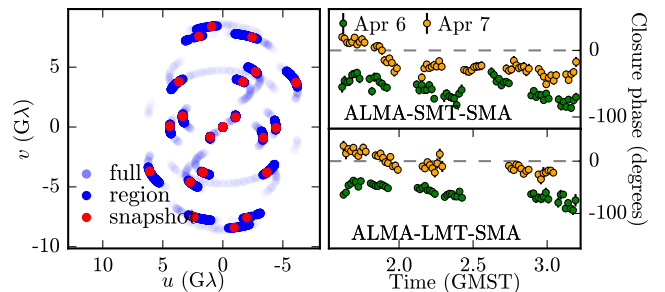 5
0
−5
−10
10
5
0
−5
v (Gλ)
u (Gλ)
full
region
snapshot
Apr 6
Apr 7
0
-100
ALMA-SMT-SMA
0
-100
ALMA-LMT-SMA
2.0
2.5
3.0
Time (GMST)
Closure phase (degrees)